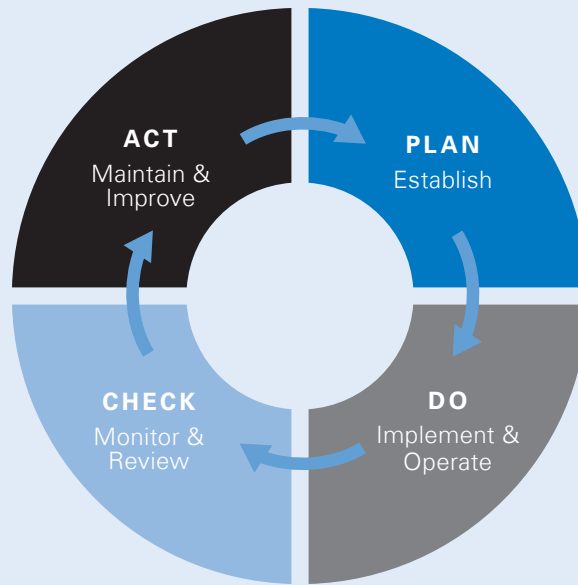 ACT
Maintain &
Improve
PLAN
Establish
CHECK
Monitor &
Review
DO
Implement &
Operate